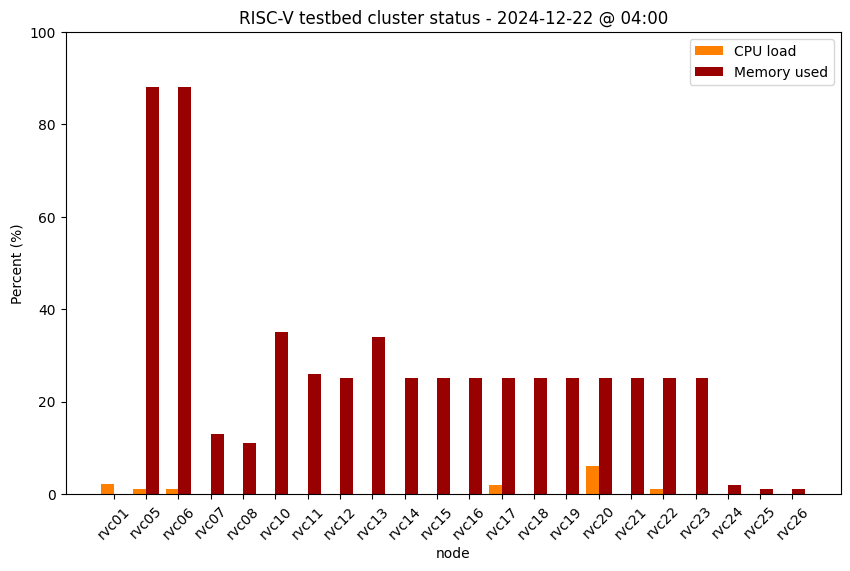 RISC-V testbed cluster status - 2024-12-22 @ 04:00
CPU load
Memory used
Percent (%)
100
80
60
40
20
0
rvc01
rvc05
rvc06
rvc07
rvc08
rvc10
rvc11
rvc12
rvc13
rvc14
rvc15
rvc16
rvc17
rvc18
rvc19
rvc20
rvc21
rvc22
rvc23
rvc24
rvc25
rvc26
node